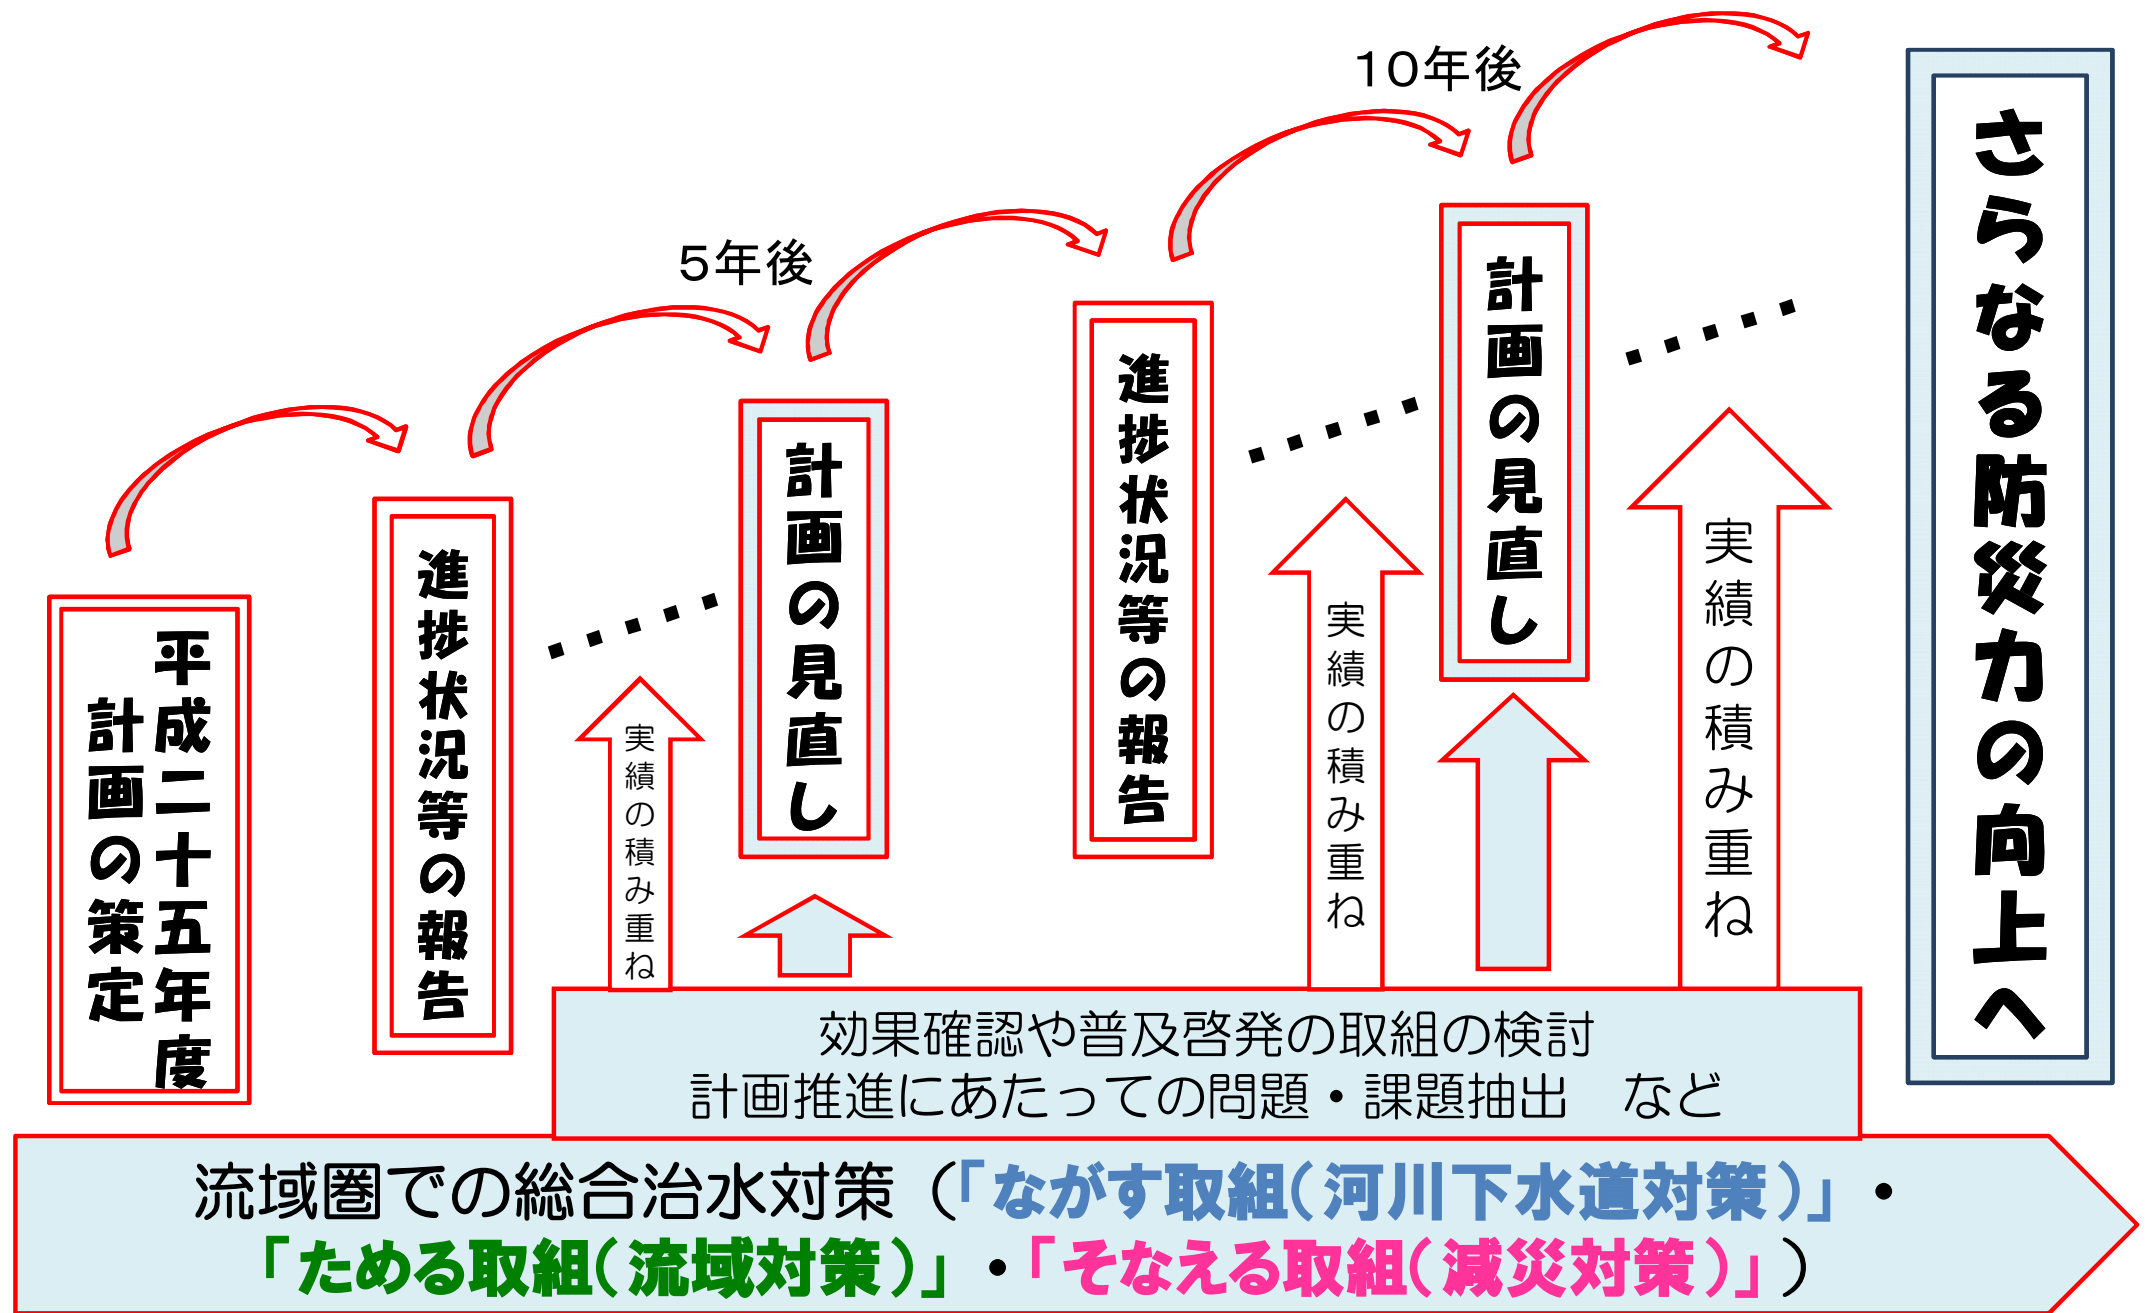 平成二十五年度
計画の策定
進捗状況等の報告
実績の積み重ね
5年後
計画の見直し
進捗状況等の報告
実績の積み重ね
10年後
計画の見直し
実績の積み重ね
さらなる防災力の向上へ
効果確認や普及啓発の取組の検討
計画推進にあたっての問題・課題抽出　など
流域圏での総合治水対策（「ながす取組(河川下水道対策)」・
「ためる取組(流域対策)」・「そなえる取組(減災対策)」）